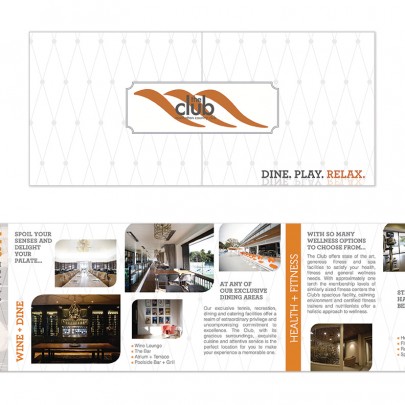 the
club
DINE. PLAY. RELAX.
SPOIL YOUR
SENSES AND
DELIGHT
YOUR
PALATE...
WINE + DINE
Wine Lounge
The Bar
Atrium + Terrace
Poolside Bar + Grill
AT ANY OF
OUR EXCLUSIVE
DINING AREAS
Our exclusive tennis, recreation,
dining and catering facilities offer a
realm of extraordinary privilege and
uncompromising commitment to
excellence. The Club, with its
gracious surroundings, exquisite
cuisine and attentive service is the
perfect location for you to make
your experience a memorable one.
HEALTH + FITNESS
WITH SO MANY
WELLNESS OPTIONS
TO CHOOSE FROM...
The Club offers state of the art,
generous fitness and spa
facilities to satisfy your health,
fitness and general wellness
needs. With approximately one
tenth the membership levels of
similarly sized fitness centers the
Club's spacious facility, calming
environment and certified fitness
trainers and nutritionists offer a
holistic approach to wellness.